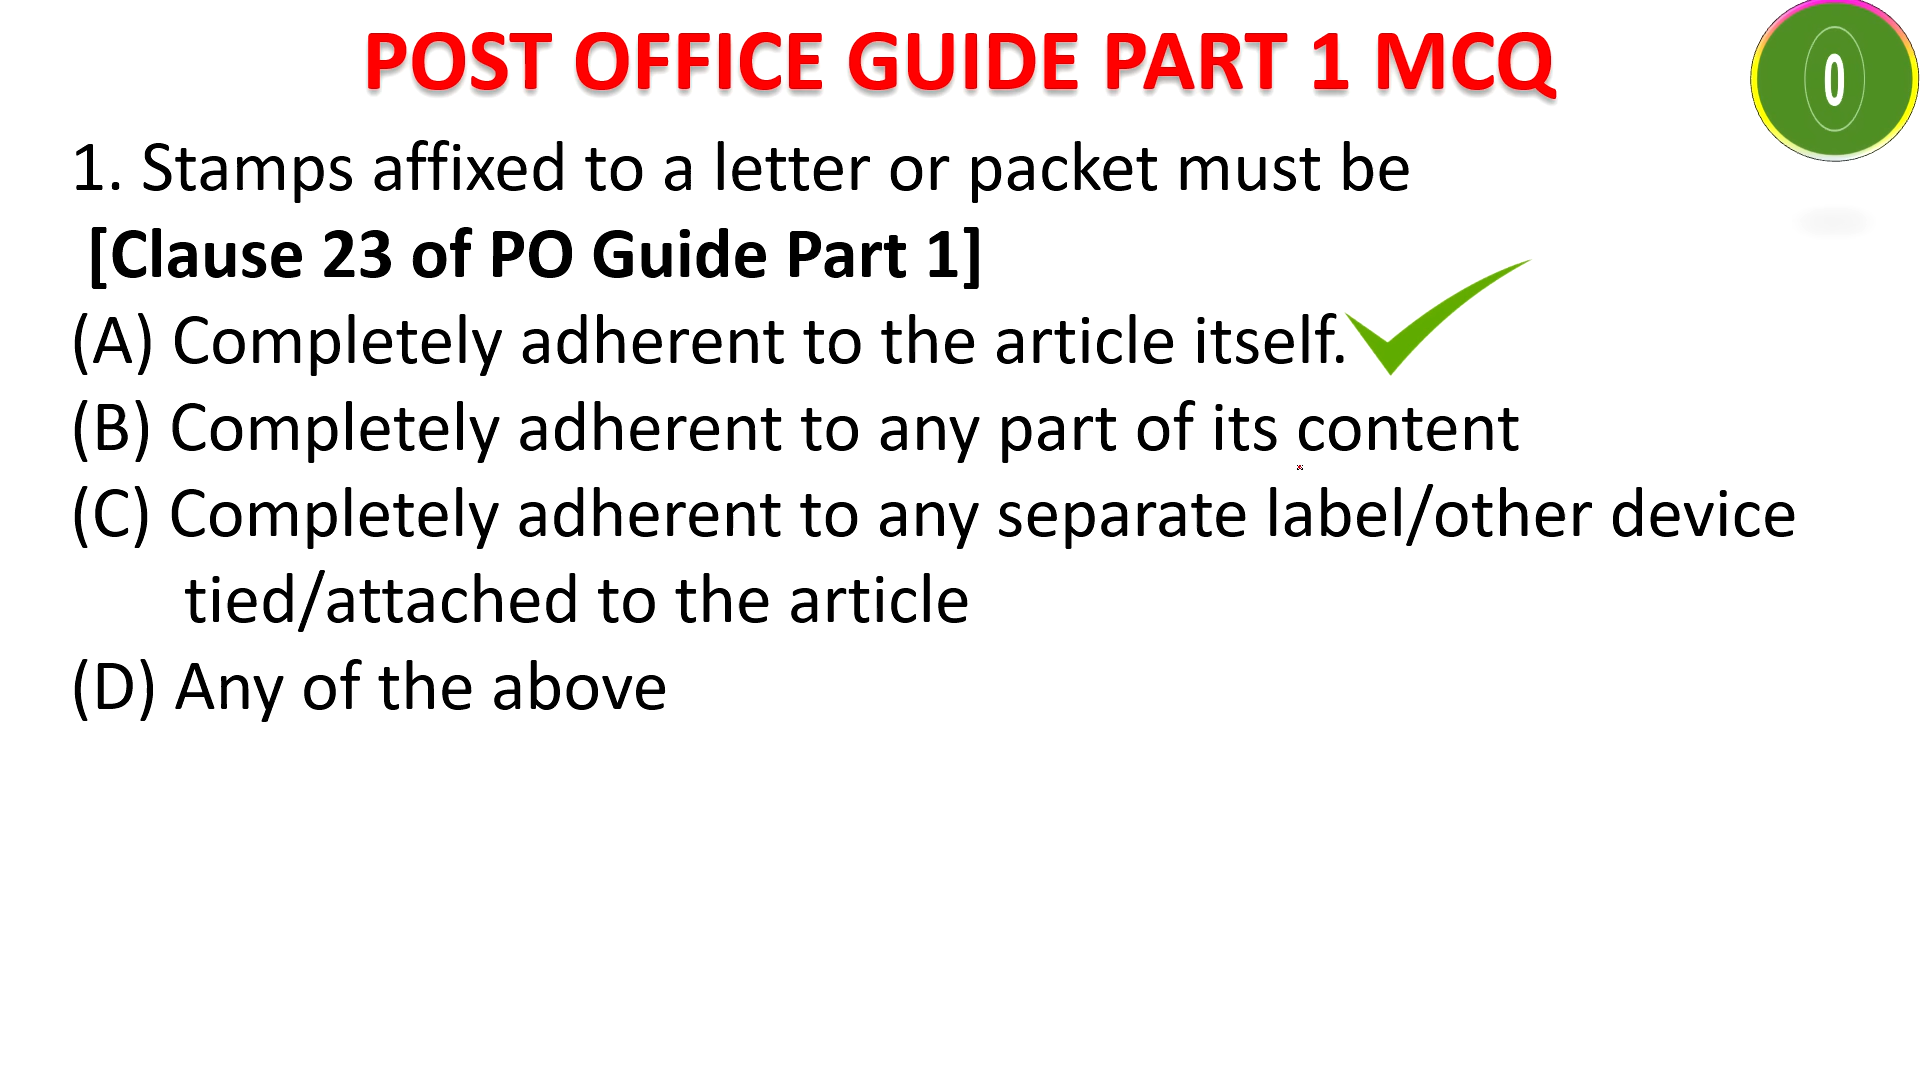 POST OFFICE GUIDE PART 1 MCQ
0
1. Stamps affixed to a letter or packet must be
[Clause 23 of PO Guide Part 1]
(A) Completely adherent to the article itself.
(B) Completely adherent to any part of its content
(C) Completely adherent to any separate label/other device
tied/attached to the article
(D) Any of the above